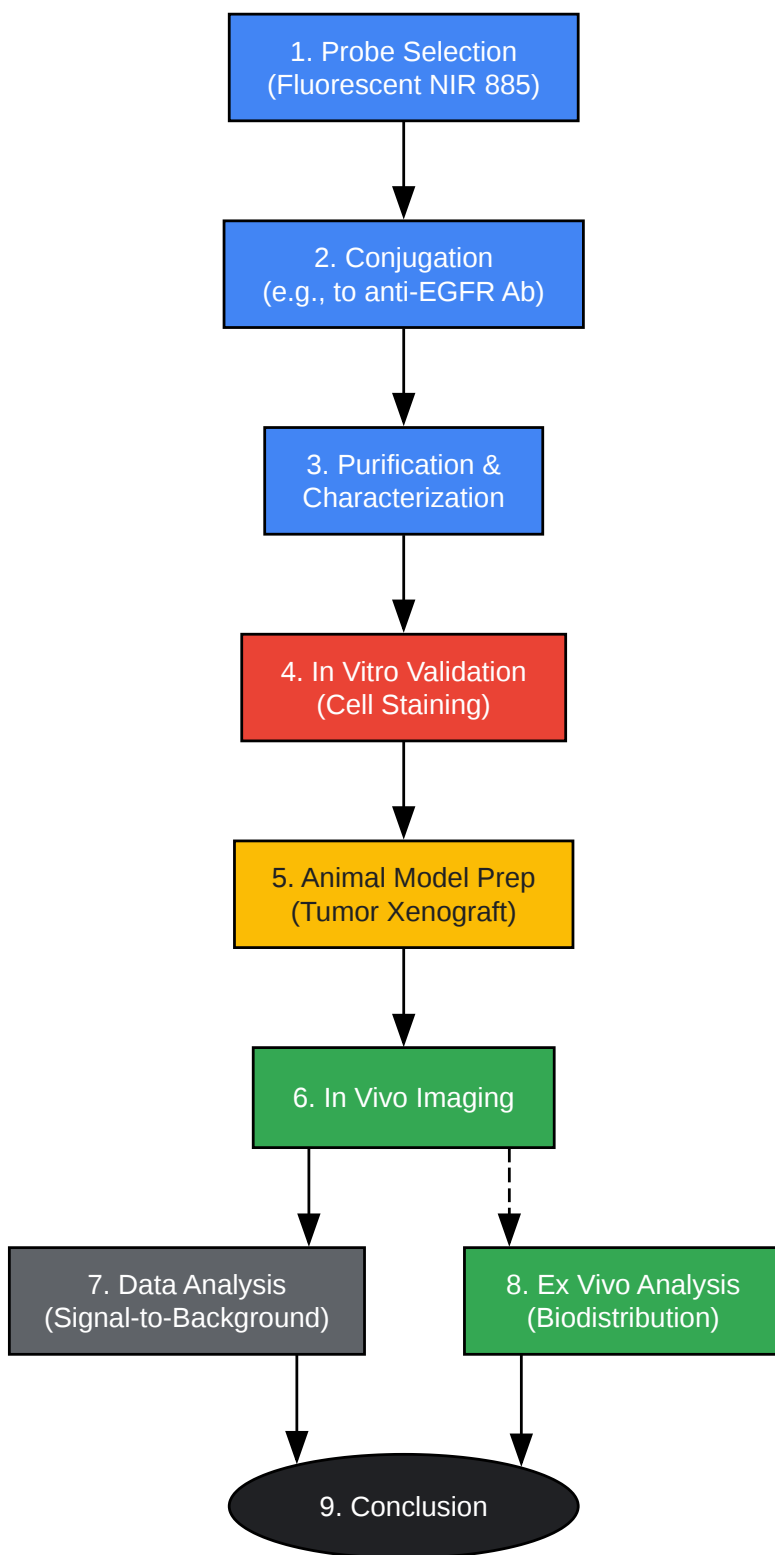 1. Probe Selection
(Fluorescent NIR 885)
2. Conjugation
(e.g., to anti-EGFR Ab)
3. Purification &
Characterization
4. In Vitro Validation
(Cell Staining)
5. Animal Model Prep
(Tumor Xenograft)
6. In Vivo Imaging
7. Data Analysis
(Signal-to-Background)
8. Ex Vivo Analysis
(Biodistribution)
9. Conclusion